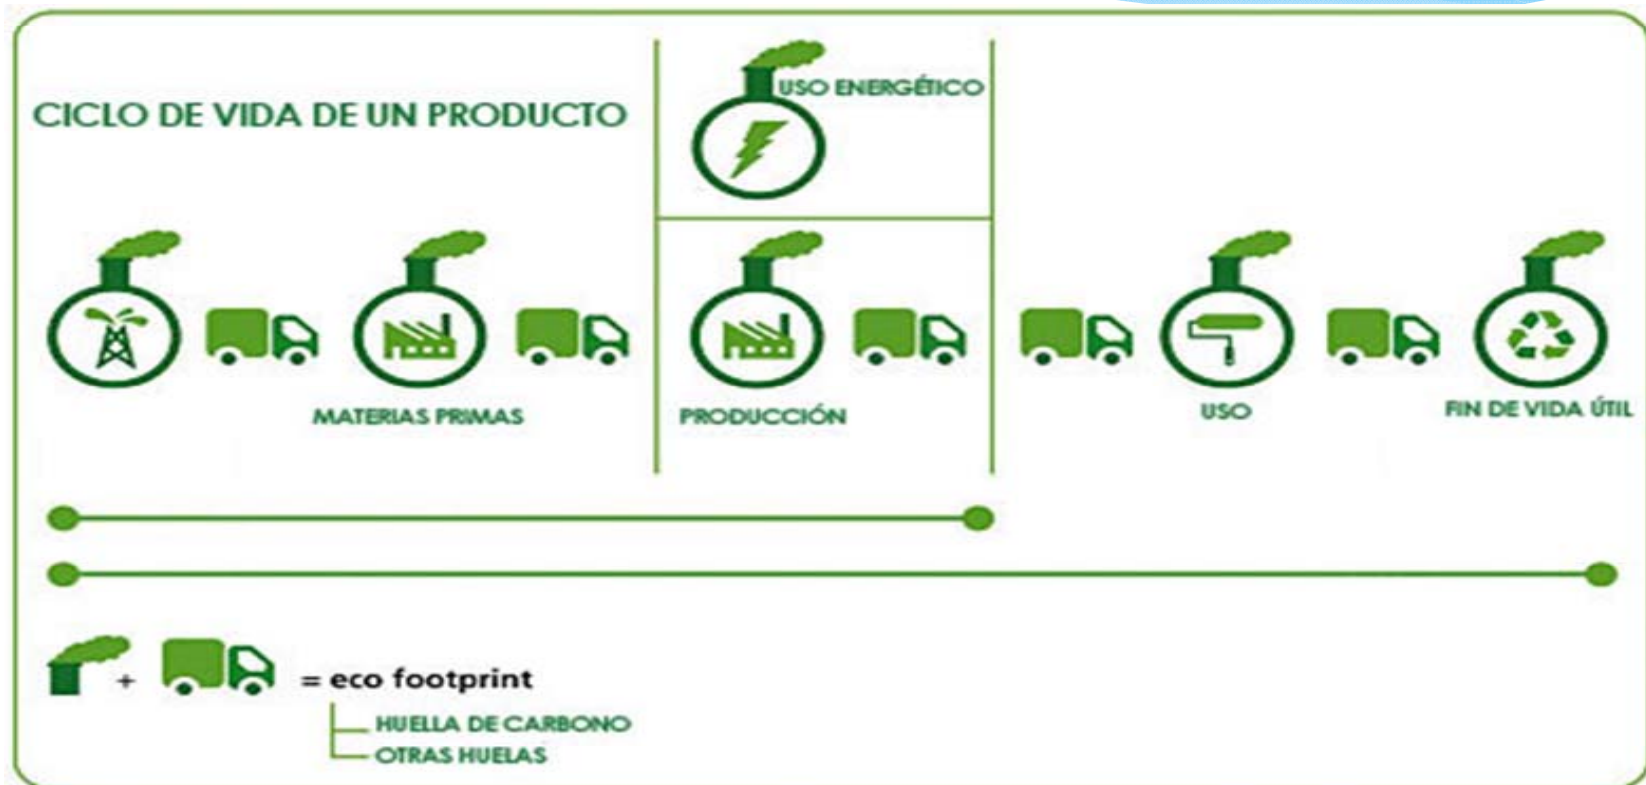 CICLO DE VIDA DE UN PRODUCTO
USO ENERGÉTICO
MATERIAS PRIMAS
PRODUCCIÓN
USO
FIN DE VIDA ÚTIL
+ = eco footprint
HUELLA DE CARBONO
OTRAS HUELAS